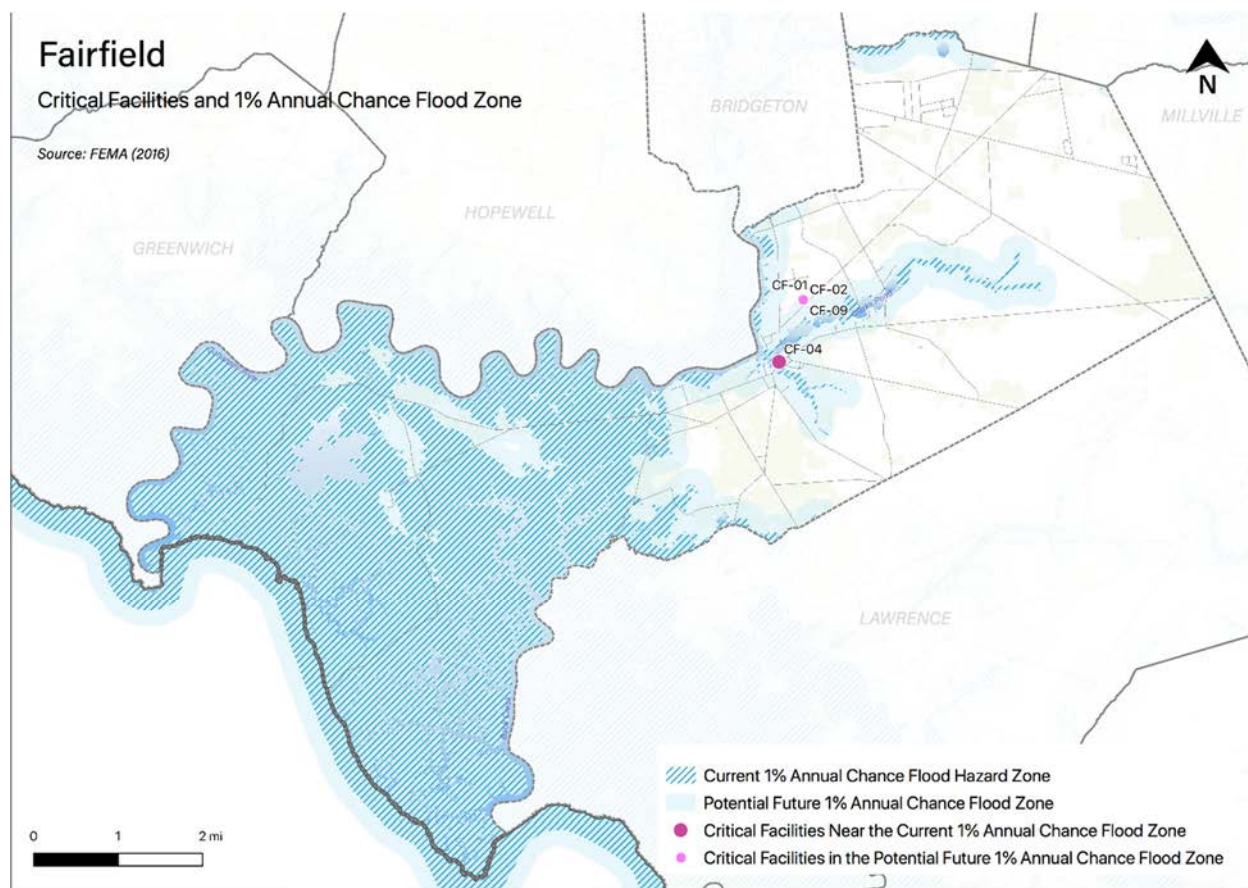 Fairfield
Critical Facilities and 1% Annual Chance Flood Zone
Source: FEMA (2016)
N
BRIDGETON
MILLVILLE
HOPEWELL
GREENWICH
CF-01
CF-02
CF-09
CF-04
LAWRENCE
Current 1% Annual Chance Flood Hazard Zone
Potential Future 1% Annual Chance Flood Zone
Critical Facilities Near the Current 1% Annual Chance Flood Zone
Critical Facilities in the Potential Future 1% Annual Chance Flood Zone
0 1 2 mi